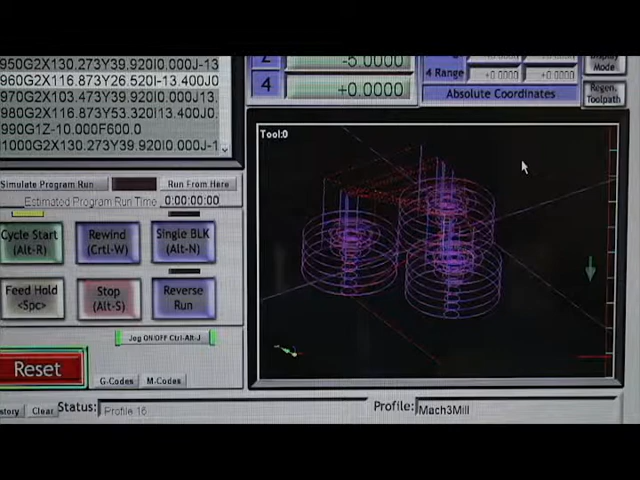 950G2X130.273Y39.920I0.000J-13
960G2X116.873Y26.520I-13.400J0
970G2X103.473Y39.920I0.000J13.
980G2X116.873Y53.320I13.400J0
990G1Z-10.000F600.0
1000G2X130.273Y39.920I0.000J-1
-5.0000
4 +0.0000
4 Range
+0.0000 +0.0000
Absolute Coordinates
Display
Mode
Regen.
Toolpath
Tool:0
Simulate Program Run
Run From Here
Estimated Program Run Time
0:00:00:00
Cycle Start
(Alt-R)
Rewind
(Crtl-W)
Single BLK
(Alt-N)
Feed Hold
<Spc>
Stop
(Alt-S)
Reverse
Run
Jog ON/OFF Ctrl-Alt-J
Reset
G-Codes
M-Codes
story
Clear
Status:
Profile 16
Profile:
Mach3Mill